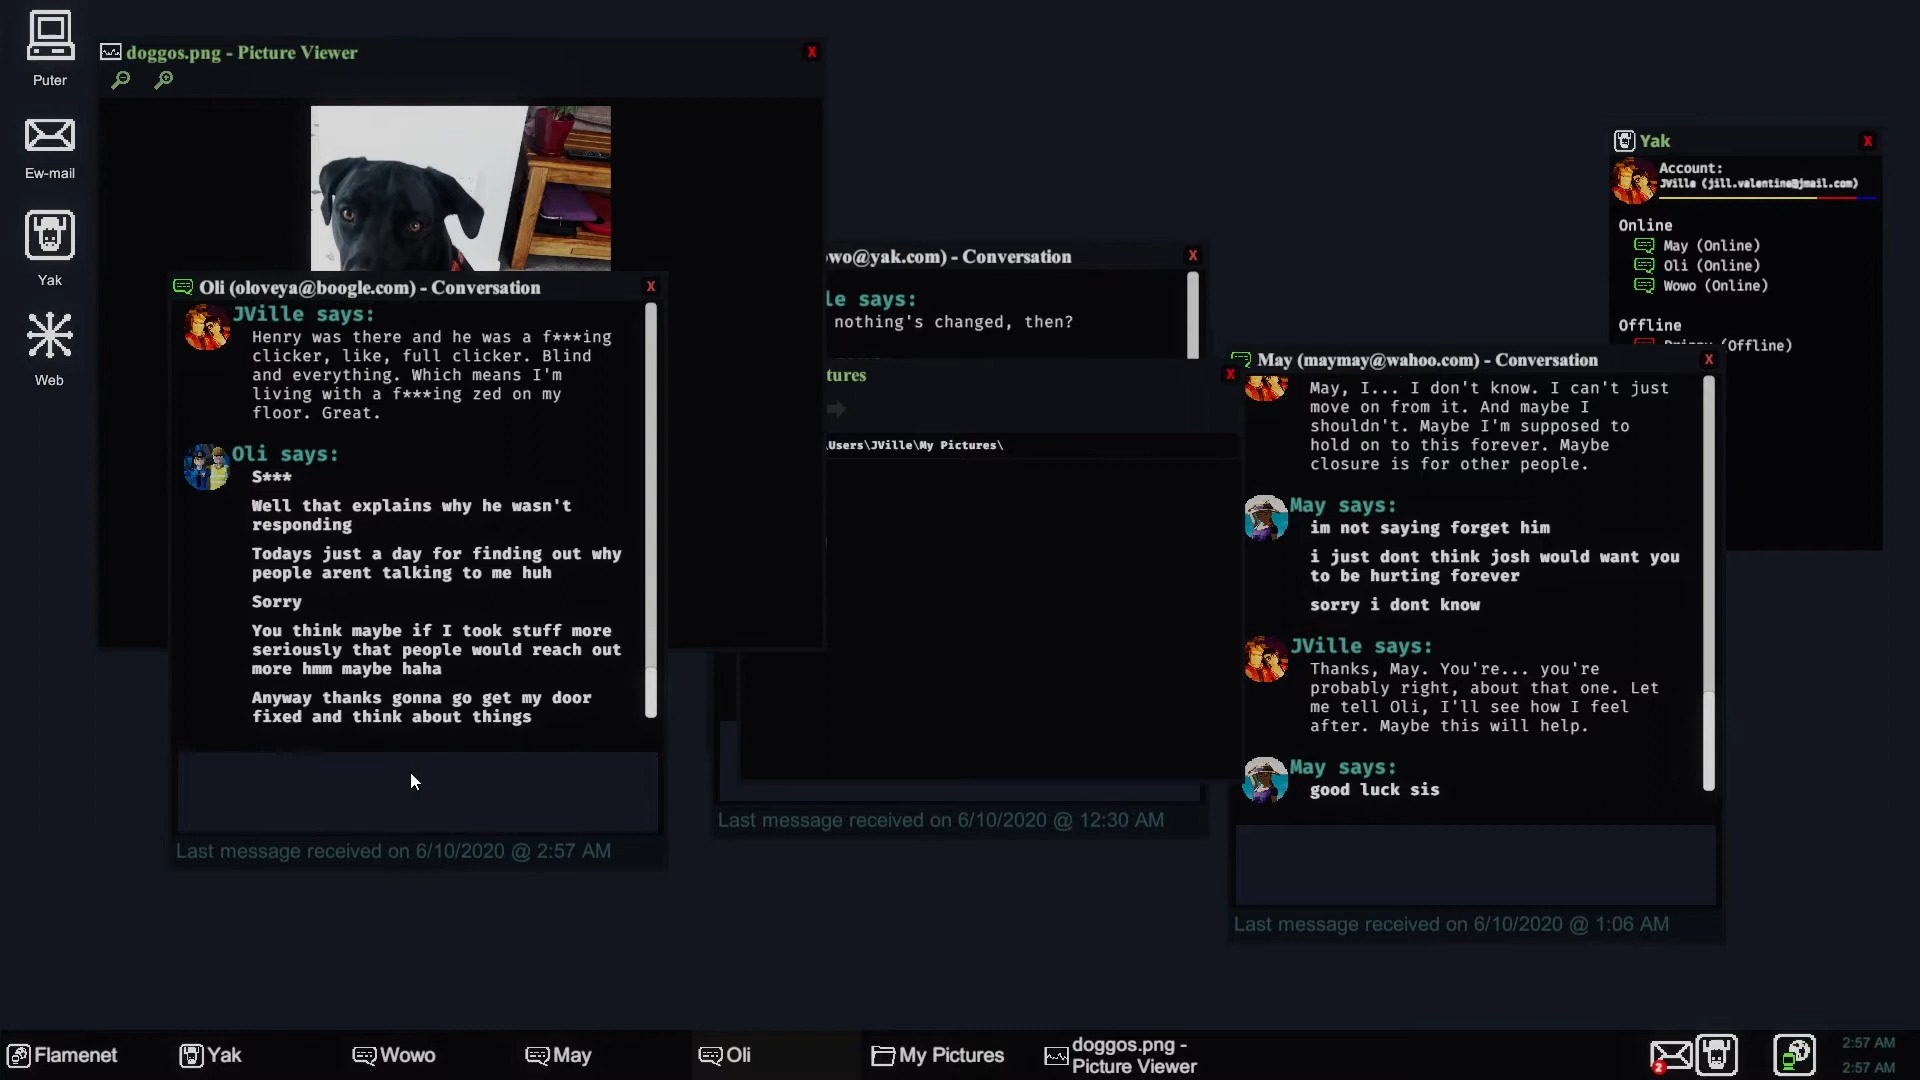 Puter
Ew-mail
Yak
Web
doggos.png - Picture Viewer
X
Oli (oloveya@boogle.com) - Conversation
X
JVille says:
Henry was there and he was a f***ing
clicker, like, full clicker. Blind
and everything. Which means I'm
living with a f***ing zed on my
floor. Great.
Oli says:
S***
Well that explains why he wasn't
responding
Todays just a day for finding out why
people arent talking to me huh
Sorry
You think maybe if I took stuff more
seriously that people would reach out
more hmm maybe haha
Anyway thanks gonna go get my door
fixed and think about things
Last message received on 6/10/2020 @ 2:57 AM
owo@yak.com) - Conversation
X
le says:
nothing's changed, then?
tures
X
\Users\JVille\My Pictures\
Last message received on 6/10/2020 @ 12:30 AM
May (maymay@wahoo.com) - Conversation
X
May, I... I don't know. I can't just
move on from it. And maybe I
shouldn't. Maybe I'm supposed to
hold on to this forever. Maybe
closure is for other people.
May says:
im not saying forget him
i just dont think josh would want you
to be hurting forever
sorry i dont know
JVille says:
Thanks, May. You're... you're
probably right, about that one. Let
me tell Oli, I'll see how I feel
after. Maybe this will help.
May says:
good luck sis
Last message received on 6/10/2020 @ 1:06 AM
Yak
X
Account:
JVille (jill.valentine@jmail.com)
Online
May (Online)
Oli (Online)
Wowo (Online)
Offline
(Offline)
Flamenet
Yak
Wowo
May
Oli
My Pictures
doggos.png -
Picture Viewer
2
2:57 AM
2:57 AM